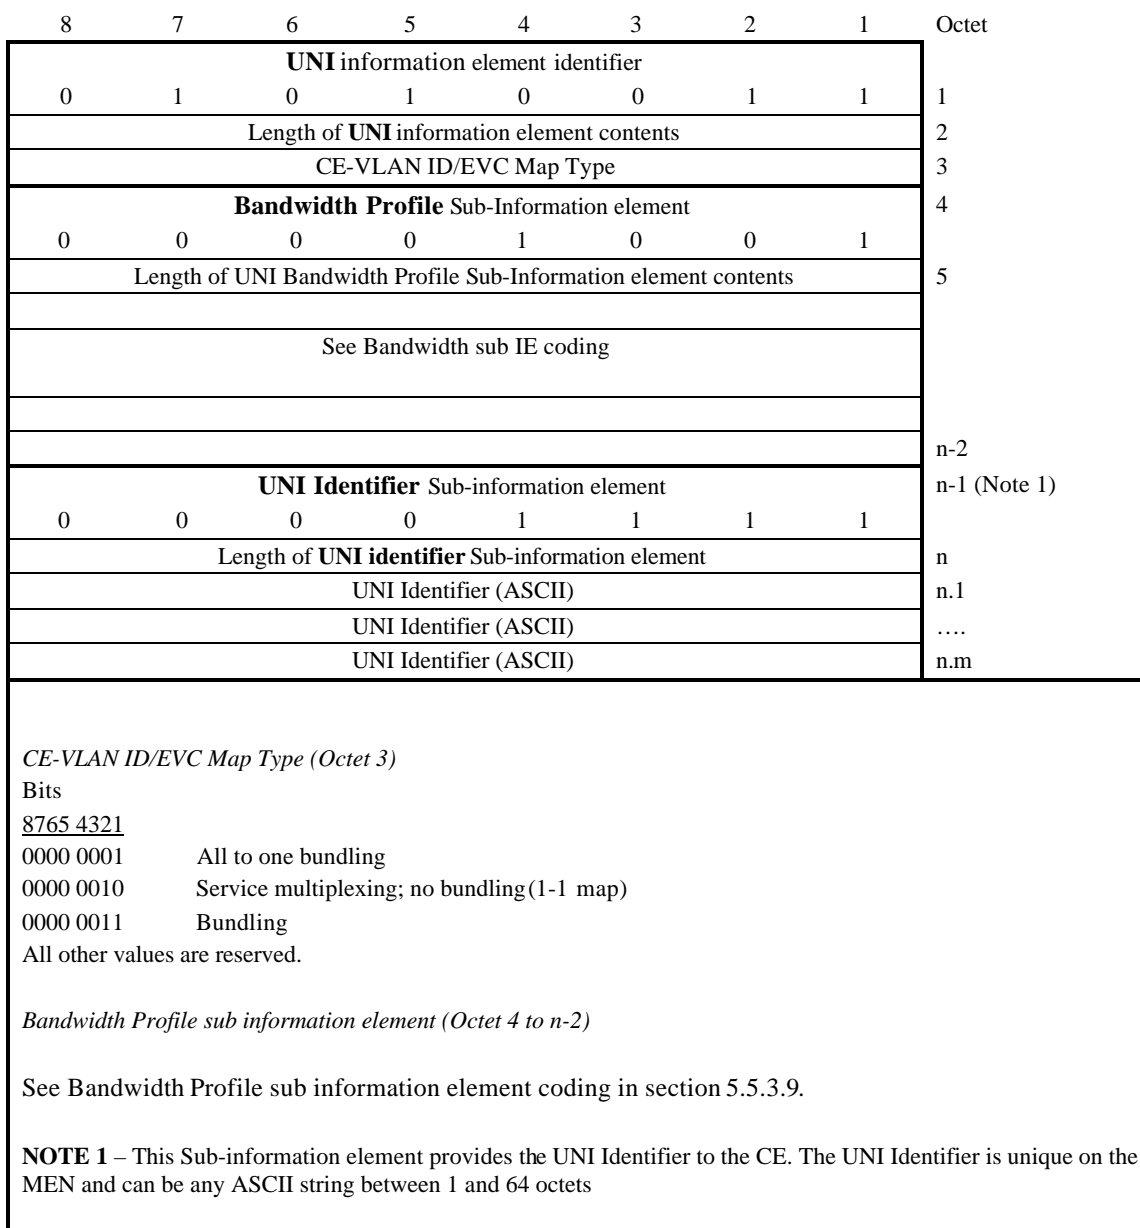 8 7 6 5 4 3 2 1 Octet
UNI information element identifier
0 1 0 1 0 0 1 1 1
Length of UNI information element contents 2
CE-VLAN ID/EVC Map Type 3
Bandwidth Profile Sub-Information element 4
0 0 0 0 1 0 0 1
Length of UNI Bandwidth Profile Sub-Information element contents 5
See Bandwidth sub IE coding
n-2
UNI Identifier Sub-information element n-1 (Note 1)
0 0 0 0 1 1 1 1
Length of UNI identifier Sub-information element n
UNI Identifier (ASCII) n.1
UNI Identifier (ASCII) ….
UNI Identifier (ASCII) n.m
CE-VLAN ID/EVC Map Type (Octet 3)
Bits
8765 4321
0000 0001 All to one bundling
0000 0010 Service multiplexing; no bundling (1-1 map)
0000 0011 Bundling
All other values are reserved.
Bandwidth Profile sub information element (Octet 4 to n-2)
See Bandwidth Profile sub information element coding in section 5.5.3.9.
NOTE 1 – This Sub-information element provides the UNI Identifier to the CE. The UNI Identifier is unique on the
MEN and can be any ASCII string between 1 and 64 octets